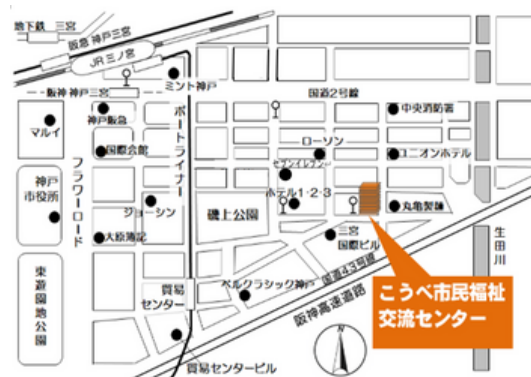 地下鉄 三宮
阪急 神戸三宮
JR 三ノ宮
ミント神戸
阪神 神戸三宮
国道2号線
マルイ
神戸阪急
中央消防署
国際会館
ポートライナー
フラワーロード
ローソン
ユニオンホテル
セブンイレブン
神戸
市役所
ジョーシン
磯上公園
ホテル1・2・3
丸亀製麺
大原簿記
三宮
国際ビル
生田川
東遊園地公園
貿易
センター
ベルクラシック神戸
国道43号線
阪神高速道路
こうべ市民福祉
交流センター
貿易センタービル
N